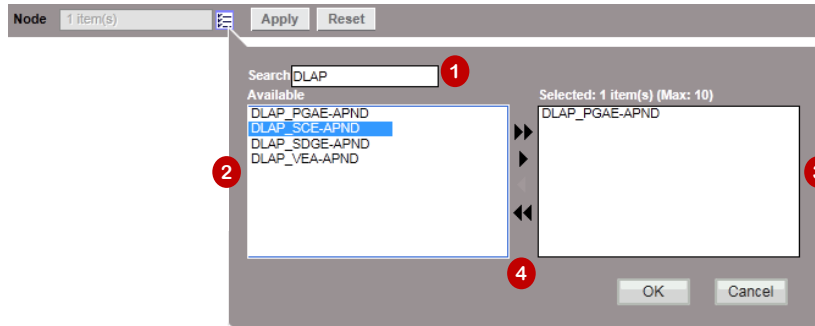 Node 1 item(s) Apply Reset
Search DLAP 1
Available Selected: 1 item(s) (Max: 10)
DLAP_PGAE-APND DLAP_PGAE-APND
DLAP_SCE-APND
DLAP_SDGE-APND
DLAP_VEA-APND
2 3
4
OK Cancel